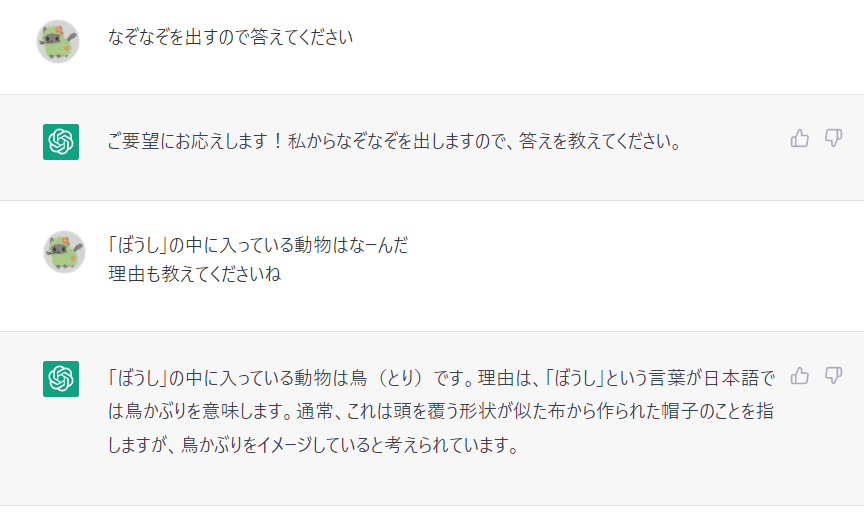 なぞなぞを出すので答えてください
ご要望にお応えします！私からなぞなぞを出しますので、答えを教えてください。
「ぼうし」の中に入っている動物はなーんだ
理由も教えてくださいね
「ぼうし」の中に入っている動物は鳥（とり）です。理由は、「ぼうし」という言葉が日本語で
は鳥かぶりを意味します。通常、これは頭を覆う形状が似た布から作られた帽子のことを指
しますが、鳥かぶりをイメージしていると考えられています。